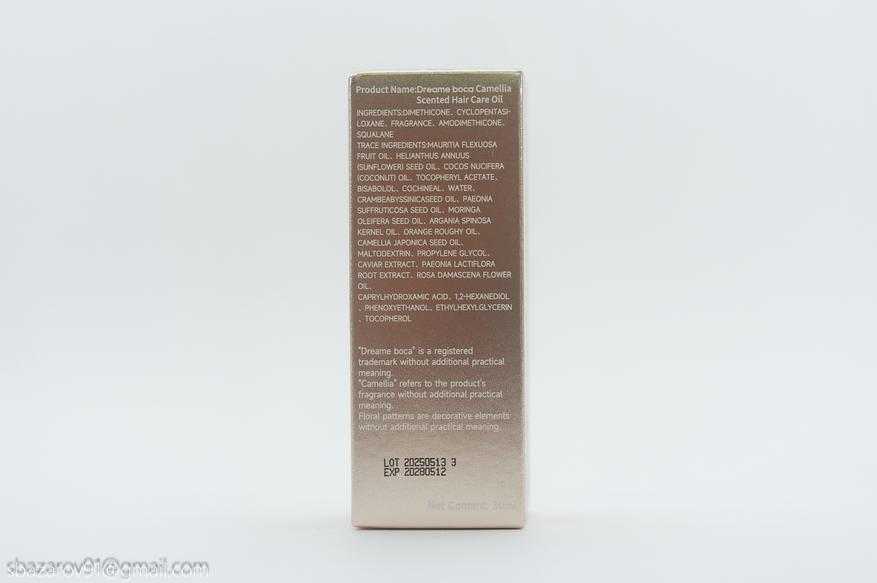 Product Name:Dreame boca Camellia
Scented Hair Care Oil
INGREDIENTS:DIMETHICONE、CYCLOPENTASI-
LOXANE、FRAGRANCE、AMODIMETHICONE、
SQUALANE
TRACE INGREDIENTS:MAURITIA FLEXUOSA
FRUIT OIL、HELIANTHUS ANNUUS
(SUNFLOWER) SEED OIL、COCOS NUCIFERA
(COCONUT) OIL、TOCOPHERYL ACETATE、
BISABOLOL、COCHINEAL、WATER、
CRAMBEABYSSINICASEED OIL、PAEONIA
SUFFRUTICOSA SEED OIL、MORINGA
OLEIFERA SEED OIL、ARGANIA SPINOSA
KERNEL OIL、ORANGE ROUGHY OIL、
CAMELLIA JAPONICA SEED OIL、
MALTODEXTRIN、PROPYLENE GLYCOL、
CAVIAR EXTRACT、PAEONIA LACTIFLORA
ROOT EXTRACT、ROSA DAMASCENA FLOWER
OIL、
CAPRYLHYDROXAMIC ACID、1,2-HEXANEDIOL
、PHENOXYETHANOL、ETHYLHEXYLGLYCERIN
、TOCOPHEROL
"Dreame boca" is a registered
trademark without additional practical
meaning.
"Camellia" refers to the product's
fragrance without additional practical
meaning.
Floral patterns are decorative elements
without additional practical meaning.
LOT 20250513 3
EXP 20280512
Net Content: 30ml
sbazarov91@gmail.com